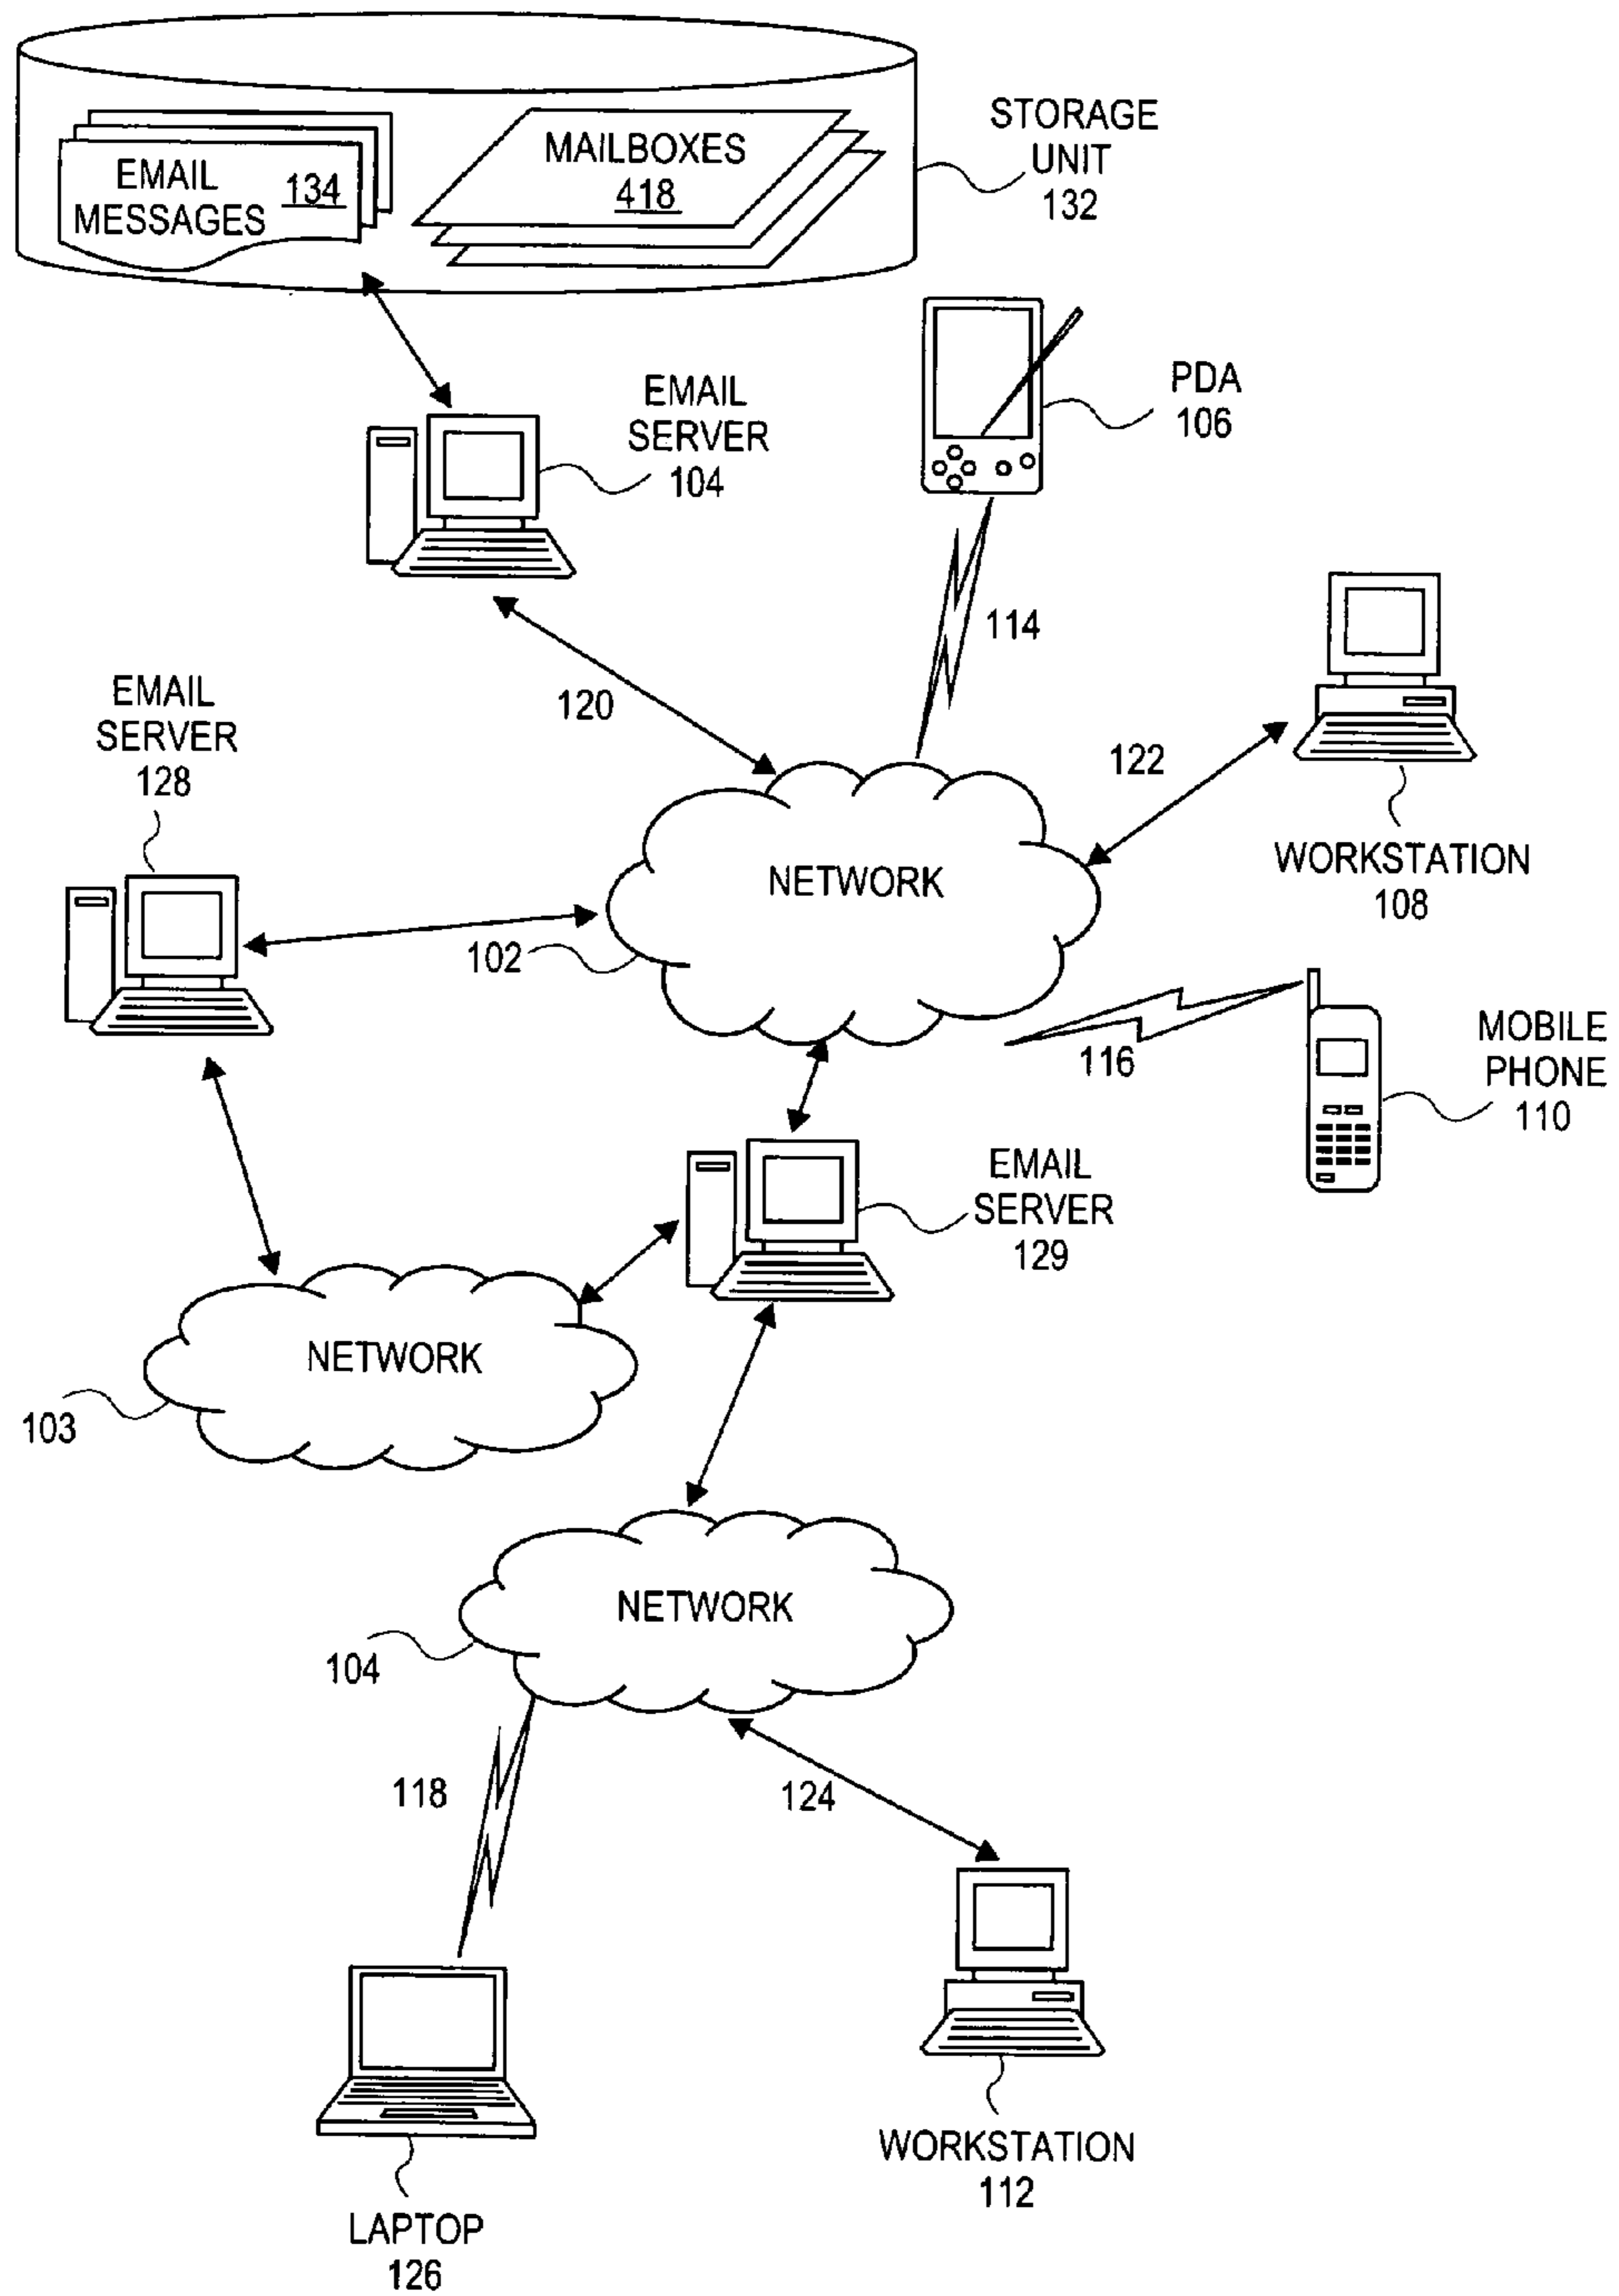 EMAIL
MESSAGES
134
MAILBOXES
418
STORAGE
UNIT
132
EMAIL
SERVER
104
PDA
106
114
120
EMAIL
SERVER
128
122
WORKSTATION
108
NETWORK
102
116
MOBILE
PHONE
110
EMAIL
SERVER
129
NETWORK
103
NETWORK
104
118
124
WORKSTATION
112
LAPTOP
126